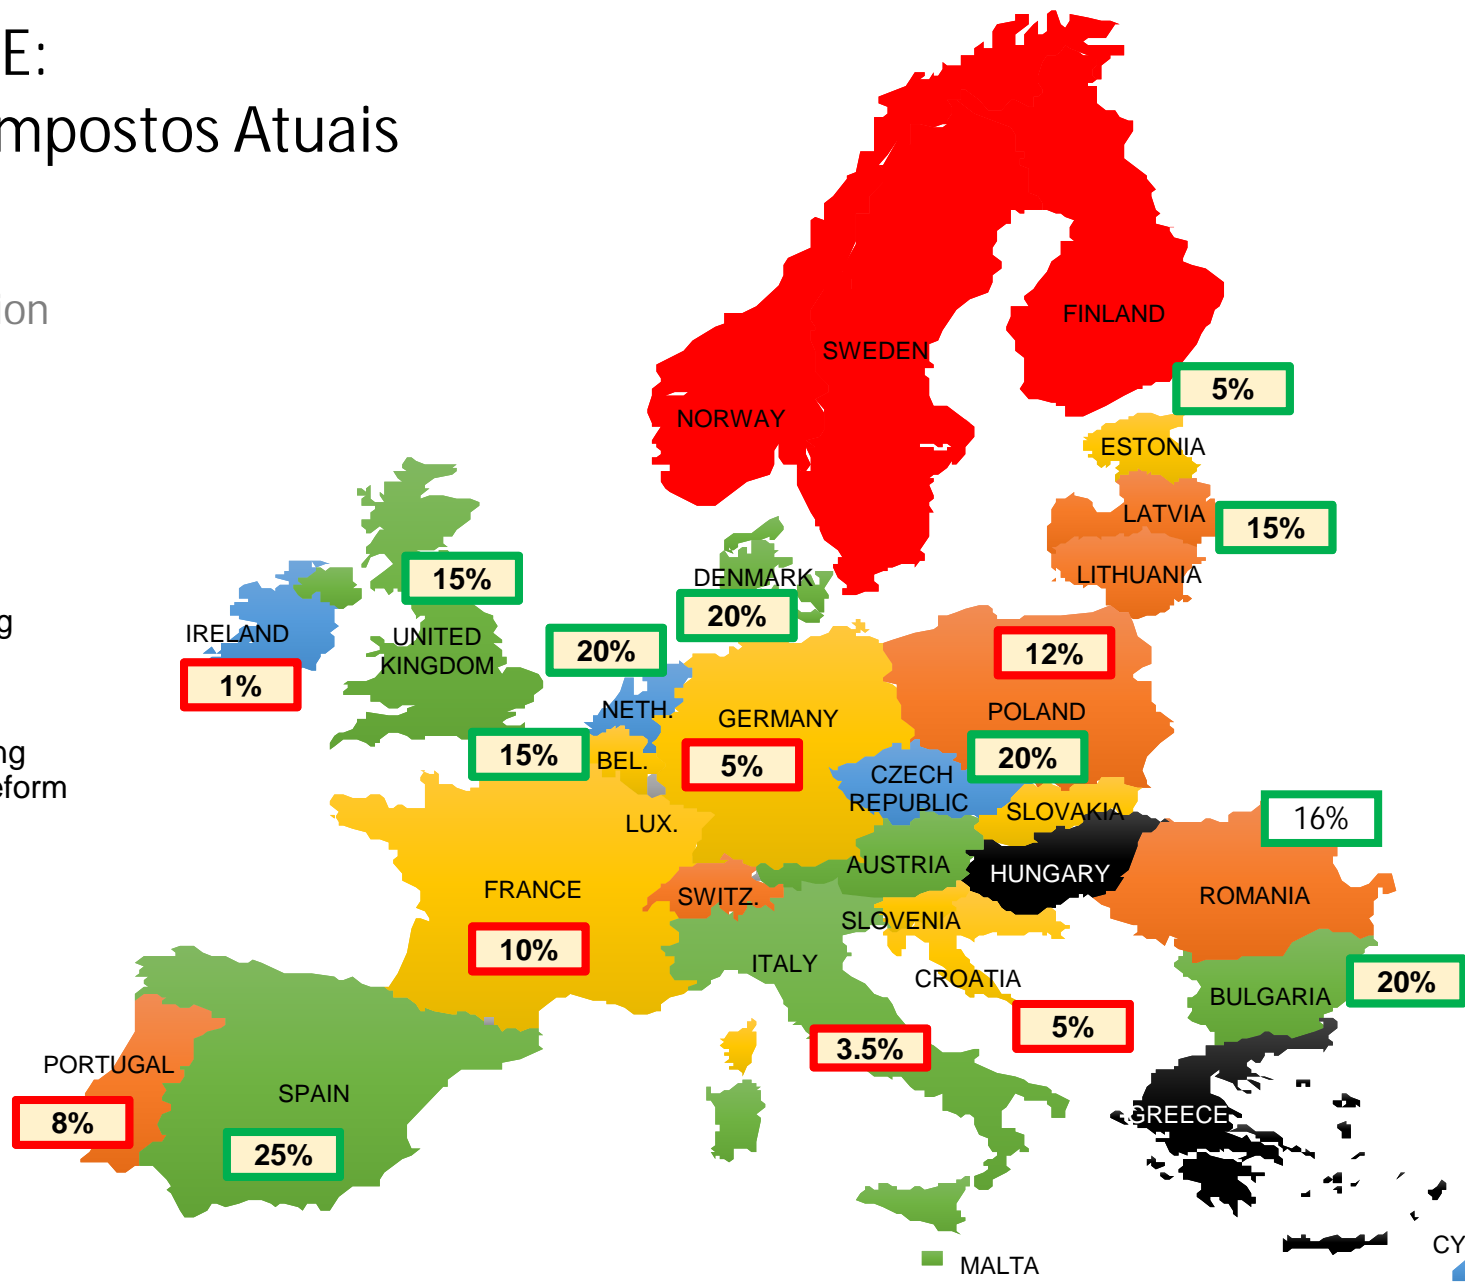 E:
mpostos Atuais
ion
FINLAND
SWEDEN
5%
NORWAY
ESTONIA
LATVIA
15%
15%
DENMARK
LITHUANIA
20%
g
IRELAND
UNITED
KINGDOM
20%
12%
1%
NETH.
GERMANY
POLAND
ng
eform
15%
BEL.
5%
20%
CZECH
REPUBLIC
SLOVAKIA
16%
LUX.
AUSTRIA
HUNGARY
FRANCE
SWITZ.
ROMANIA
SLOVENIA
10%
ITALY
CROATIA
BULGARIA
20%
5%
3.5%
PORTUGAL
SPAIN
GREECE
8%
25%
CY
MALTA